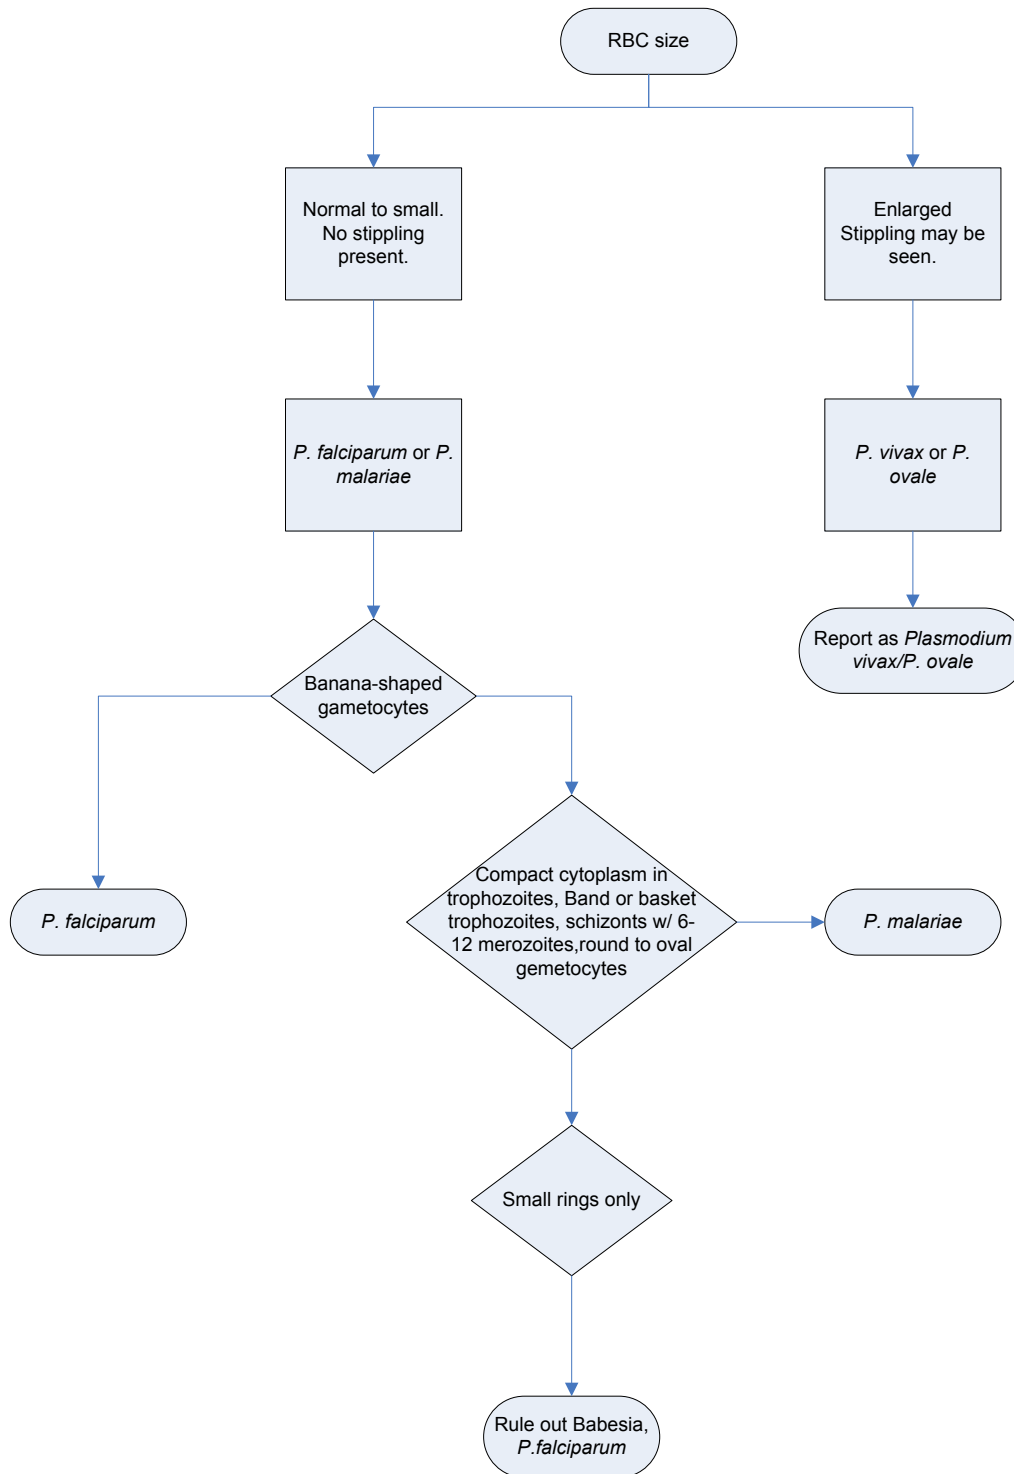 RBC size
Normal to small.
No stippling
present.
Enlarged
Stippling may be
seen.
P. falciparum or P.
malariae
P. vivax or P.
ovale
Report as Plasmodium
vivax/P. ovale
Banana-shaped
gametocytes
P. falciparum
Compact cytoplasm in
trophozoites, Band or basket
trophozoites, schizonts w/ 6-
12 merozoites,round to oval
gemetocytes
P. malariae
Small rings only
Rule out Babesia,
P.falciparum